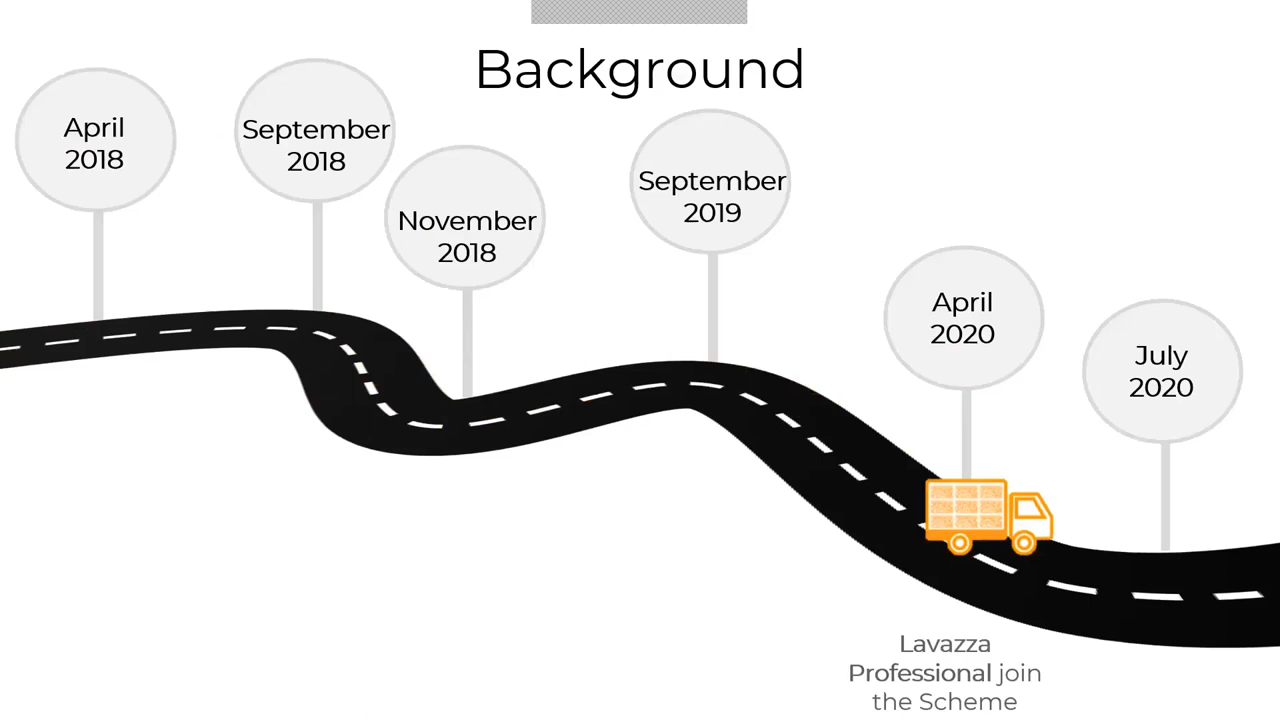 Background
April
2018
September
2018
November
2018
September
2019
April
2020
July
2020
Lavazza
Professional join
the Scheme